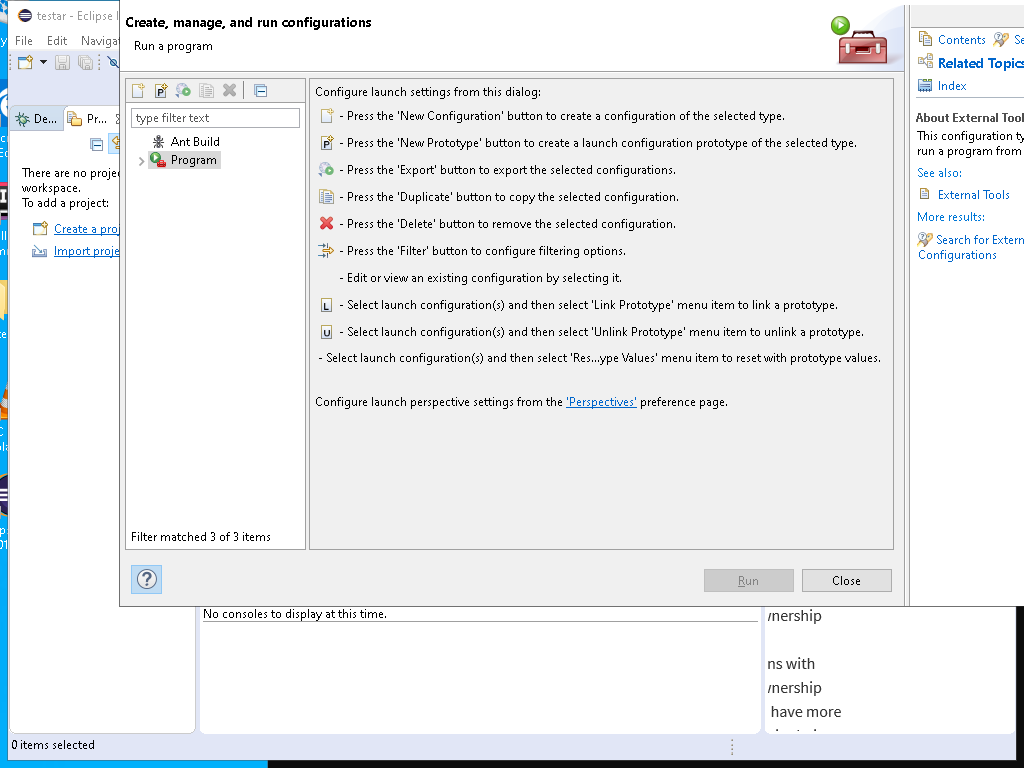 testar - Eclipse I
File Edit Navigat
De...
Pr...
There are no projec
workspace.
To add a project:
Create a proj
Import proje
0 items selected
Create, manage, and run configurations
Run a program
type filter text
Ant Build
Program
Filter matched 3 of 3 items
Configure launch settings from this dialog:
- Press the 'New Configuration' button to create a configuration of the selected type.
P - Press the 'New Prototype' button to create a launch configuration prototype of the selected type.
- Press the 'Export' button to export the selected configurations.
- Press the 'Duplicate' button to copy the selected configuration.
- Press the 'Delete' button to remove the selected configuration.
- Press the 'Filter' button to configure filtering options.
- Edit or view an existing configuration by selecting it.
L - Select launch configuration(s) and then select 'Link Prototype' menu item to link a prototype.
U - Select launch configuration(s) and then select 'Unlink Prototype' menu item to unlink a prototype.
- Select launch configuration(s) and then select 'Res...ype Values' menu item to reset with prototype values.
Configure launch perspective settings from the 'Perspectives' preference page.
?
Run
Close
Contents Se
Related Topics
Index
About External Tool
This configuration ty
run a program from
See also:
External Tools
More results:
Search for Extern
Configurations
No consoles to display at this time.
nership
ns with
nership
have more